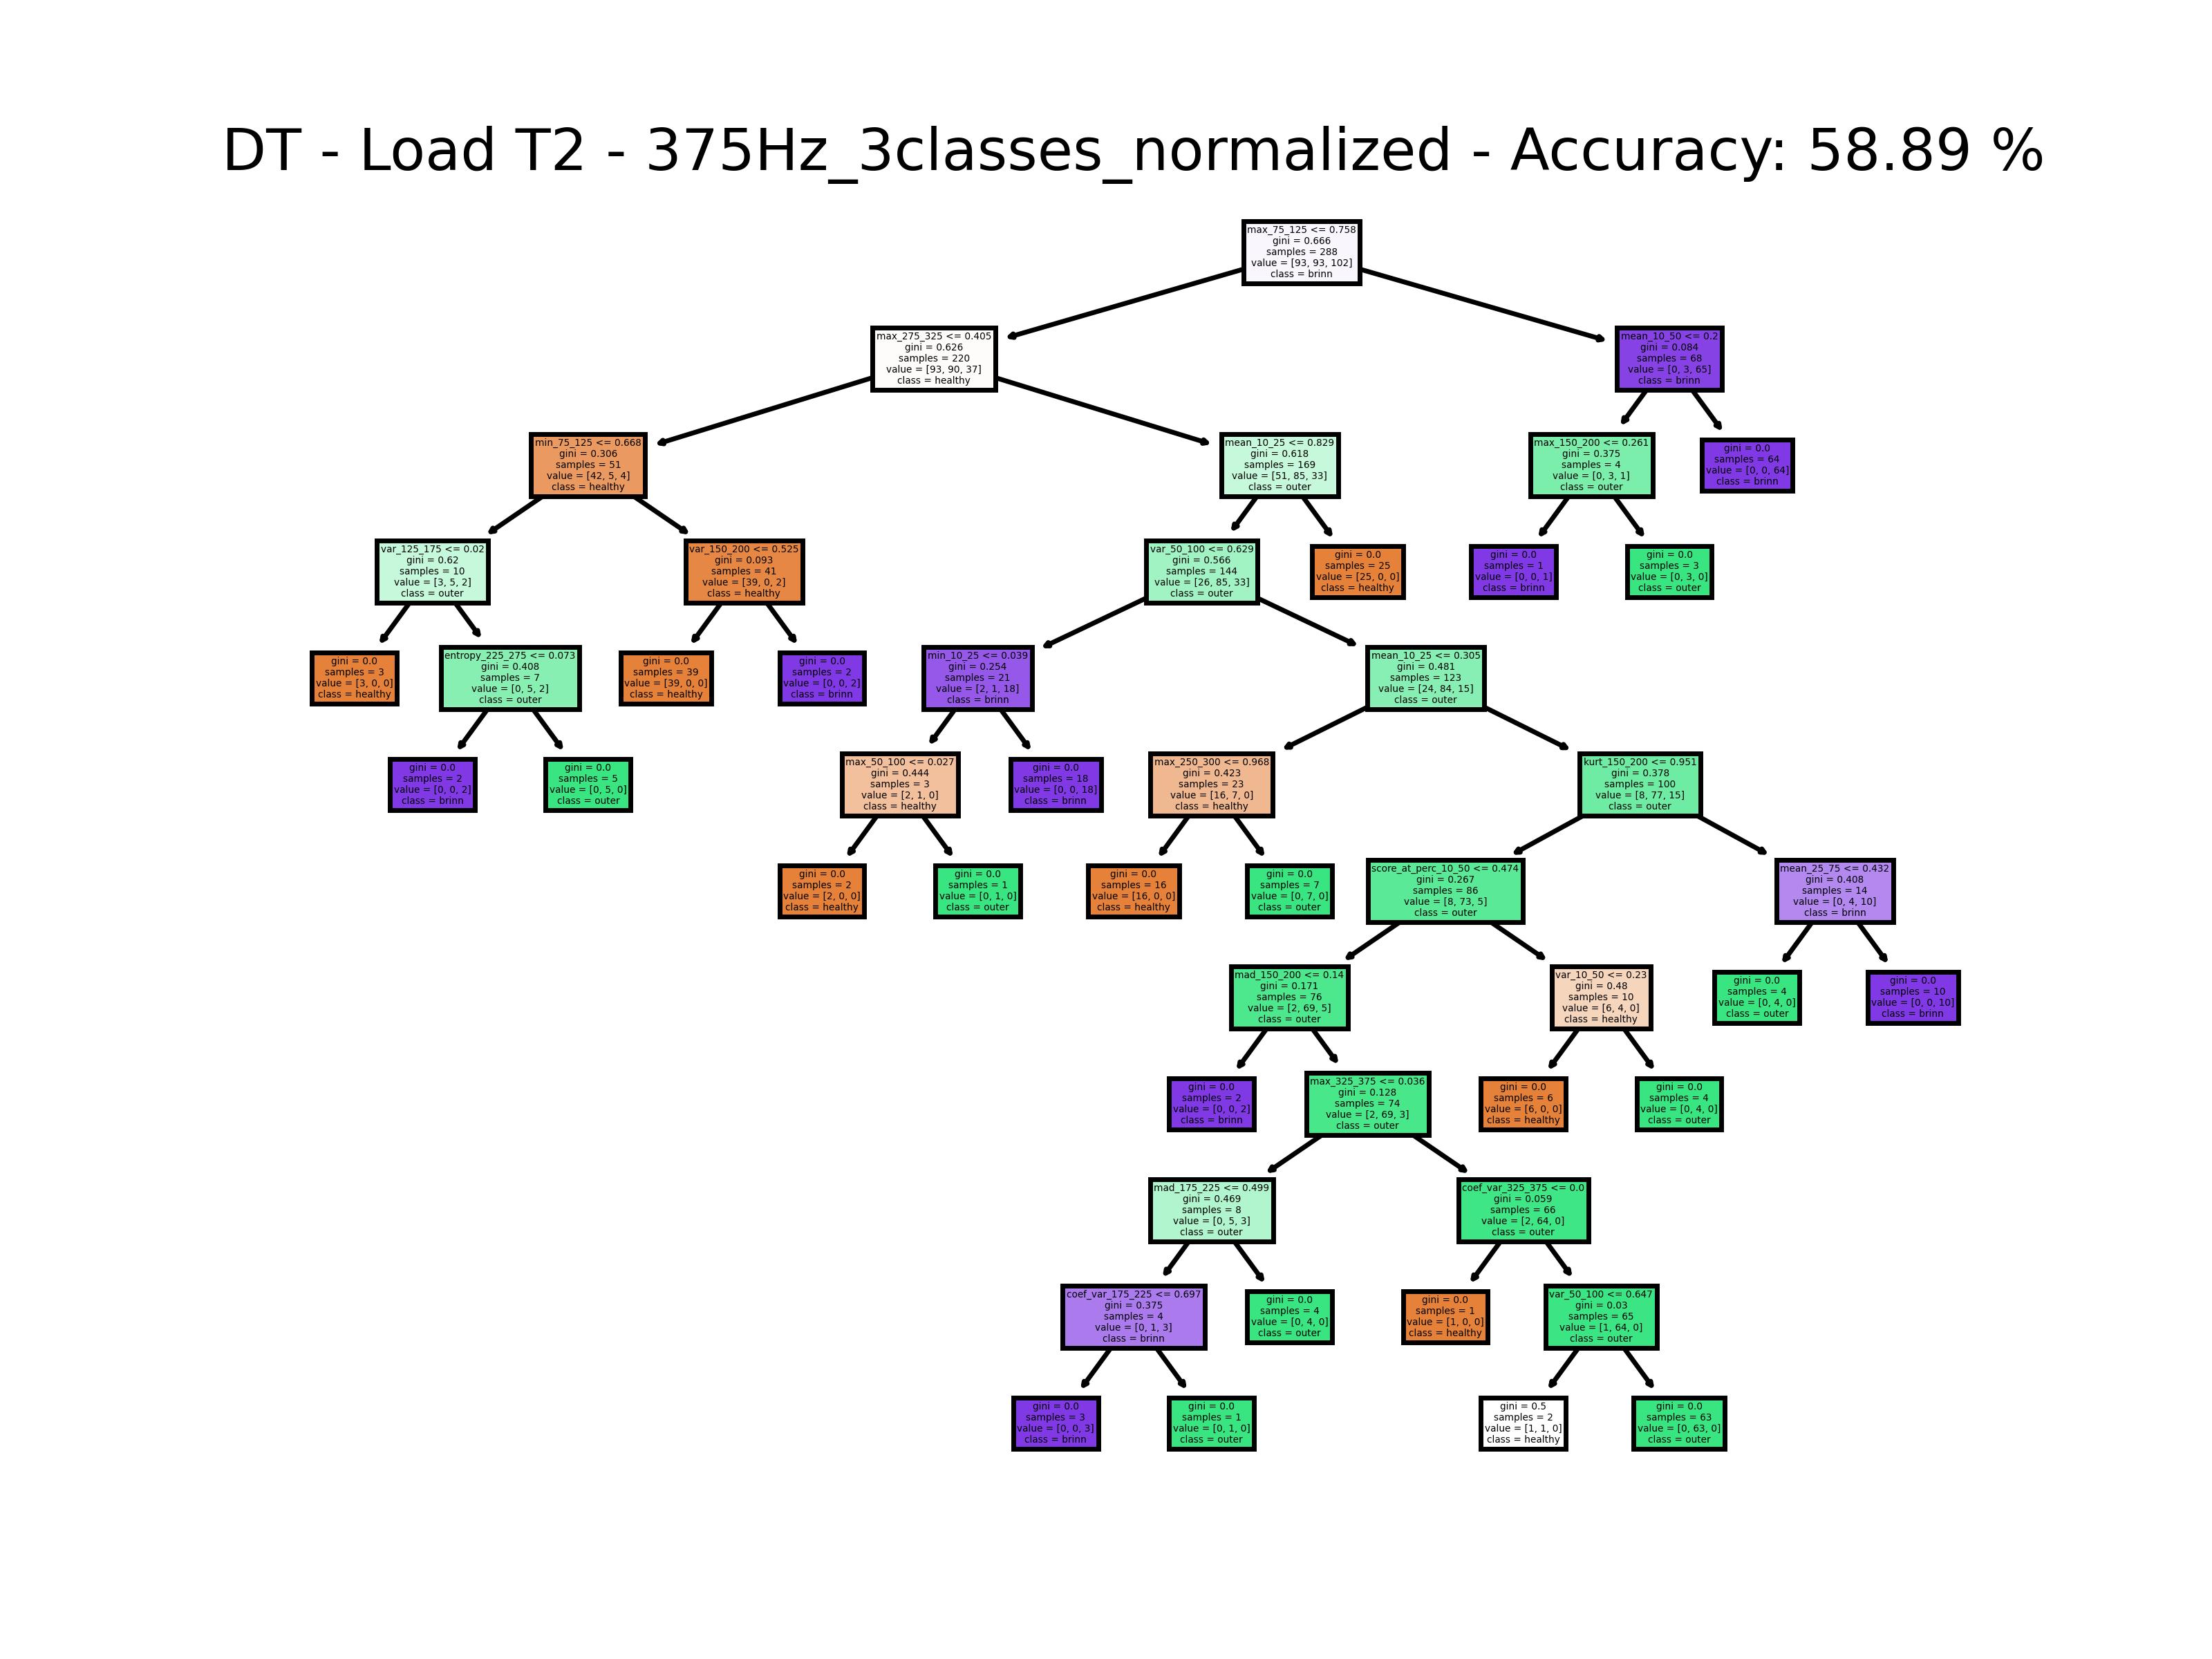 DT - Load T2 - 375Hz_3classes_normalized - Accuracy: 58.89 %
max_75_125 <= 0.758
gini = 0.666
samples = 288
value = [93, 93, 102]
class = brinn
max_275_325 <= 0.405
gini = 0.626
samples = 220
value = [93, 90, 37]
class = healthy
mean_10_50 <= 0.2
gini = 0.084
samples = 68
value = [0, 3, 65]
class = brinn
min_75_125 <= 0.668
gini = 0.306
samples = 51
value = [42, 5, 4]
class = healthy
mean_10_25 <= 0.829
gini = 0.618
samples = 169
value = [51, 85, 33]
class = outer
max_150_200 <= 0.261
gini = 0.375
samples = 4
value = [0, 3, 1]
class = outer
gini = 0.0
samples = 64
value = [0, 0, 64]
class = brinn
var_125_175 <= 0.02
gini = 0.62
samples = 10
value = [3, 5, 2]
class = outer
var_150_200 <= 0.525
gini = 0.093
samples = 41
value = [39, 0, 2]
class = healthy
var_50_100 <= 0.629
gini = 0.566
samples = 144
value = [26, 85, 33]
class = outer
gini = 0.0
samples = 25
value = [25, 0, 0]
class = healthy
gini = 0.0
samples = 1
value = [0, 0, 1]
class = brinn
gini = 0.0
samples = 3
value = [0, 3, 0]
class = outer
gini = 0.0
samples = 3
value = [3, 0, 0]
class = healthy
entropy_225_275 <= 0.073
gini = 0.408
samples = 7
value = [0, 5, 2]
class = outer
gini = 0.0
samples = 39
value = [39, 0, 0]
class = healthy
gini = 0.0
samples = 2
value = [0, 0, 2]
class = brinn
min_10_25 <= 0.039
gini = 0.254
samples = 21
value = [2, 1, 18]
class = brinn
mean_10_25 <= 0.305
gini = 0.481
samples = 123
value = [24, 84, 15]
class = outer
gini = 0.0
samples = 2
value = [0, 0, 2]
class = brinn
gini = 0.0
samples = 5
value = [0, 5, 0]
class = outer
max_50_100 <= 0.027
gini = 0.444
samples = 3
value = [2, 1, 0]
class = healthy
gini = 0.0
samples = 18
value = [0, 0, 18]
class = brinn
max_250_300 <= 0.968
gini = 0.423
samples = 23
value = [16, 7, 0]
class = healthy
kurt_150_200 <= 0.951
gini = 0.378
samples = 100
value = [8, 77, 15]
class = outer
gini = 0.0
samples = 2
value = [2, 0, 0]
class = healthy
gini = 0.0
samples = 1
value = [0, 1, 0]
class = outer
gini = 0.0
samples = 16
value = [16, 0, 0]
class = healthy
gini = 0.0
samples = 7
value = [0, 7, 0]
class = outer
score_at_perc_10_50 <= 0.474
gini = 0.267
samples = 86
value = [8, 73, 5]
class = outer
mean_25_75 <= 0.432
gini = 0.408
samples = 14
value = [0, 4, 10]
class = brinn
mad_150_200 <= 0.14
gini = 0.171
samples = 76
value = [2, 69, 5]
class = outer
var_10_50 <= 0.23
gini = 0.48
samples = 10
value = [6, 4, 0]
class = healthy
gini = 0.0
samples = 4
value = [0, 4, 0]
class = outer
gini = 0.0
samples = 10
value = [0, 0, 10]
class = brinn
gini = 0.0
samples = 2
value = [0, 0, 2]
class = brinn
max_325_375 <= 0.036
gini = 0.128
samples = 74
value = [2, 69, 3]
class = outer
gini = 0.0
samples = 6
value = [6, 0, 0]
class = healthy
gini = 0.0
samples = 4
value = [0, 4, 0]
class = outer
mad_175_225 <= 0.499
gini = 0.469
samples = 8
value = [0, 5, 3]
class = outer
coef_var_325_375 <= 0.0
gini = 0.059
samples = 66
value = [2, 64, 0]
class = outer
coef_var_175_225 <= 0.697
gini = 0.375
samples = 4
value = [0, 1, 3]
class = brinn
gini = 0.0
samples = 4
value = [0, 4, 0]
class = outer
gini = 0.0
samples = 1
value = [1, 0, 0]
class = healthy
var_50_100 <= 0.647
gini = 0.03
samples = 65
value = [1, 64, 0]
class = outer
gini = 0.0
samples = 3
value = [0, 0, 3]
class = brinn
gini = 0.0
samples = 1
value = [0, 1, 0]
class = outer
gini = 0.5
samples = 2
value = [1, 1, 0]
class = healthy
gini = 0.0
samples = 63
value = [0, 63, 0]
class = outer